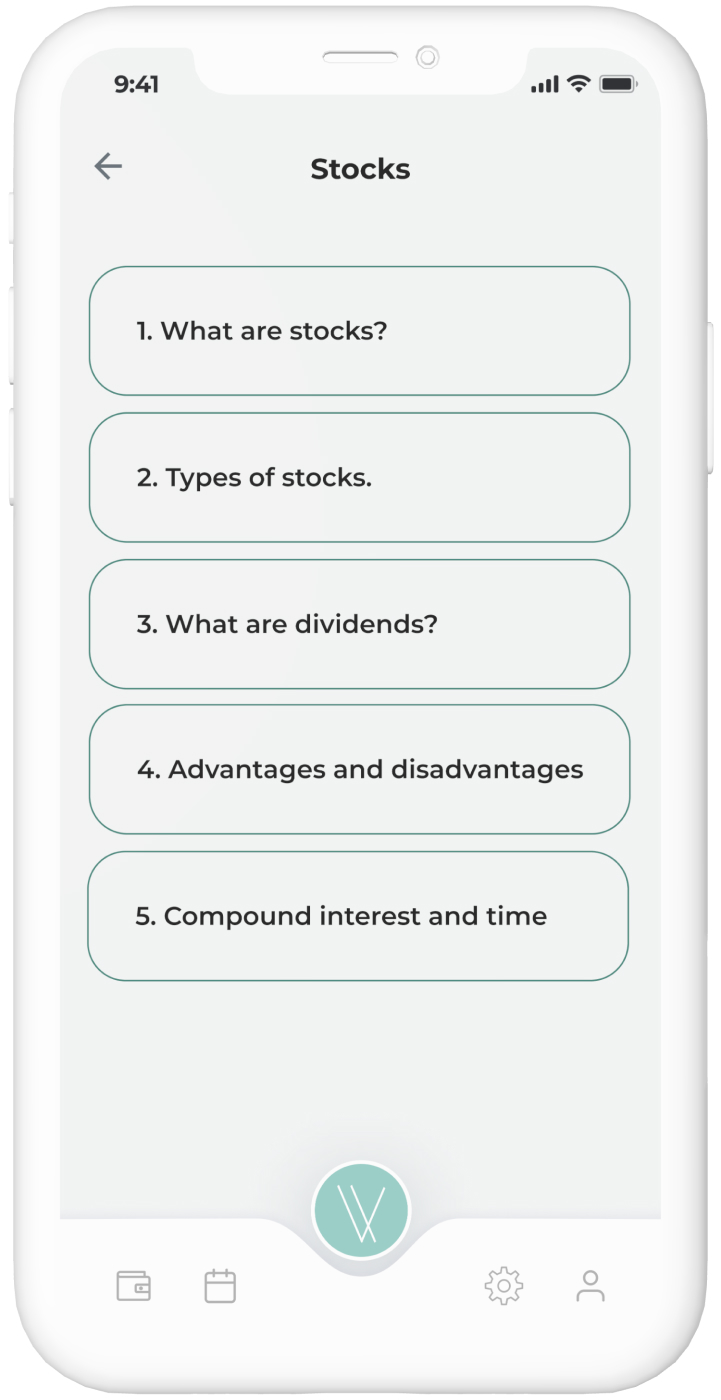 9:41
Stocks
1. What are stocks?
2. Types of stocks.
3. What are dividends?
4. Advantages and disadvantages
5. Compound interest and time